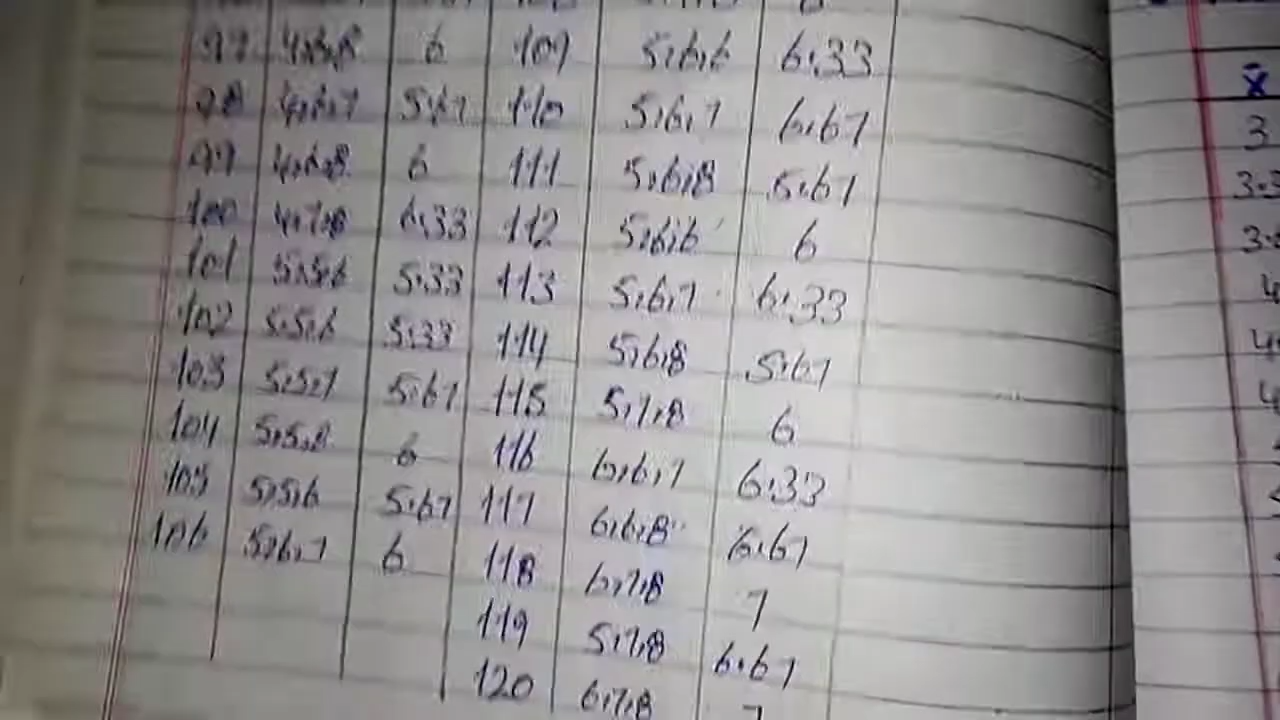 97 4,6,8 6 109 5,6,6 6.33
98 4,6,7 5.67 110 5,6,7 6.67
99 4,6,8 6 111 5,6,8 5.67
100 4,7,8 6.33 112 5,6,6 6
101 5,5,6 5.33 113 5,6,7 6.33
102 5,5,6 5.33 114 5,6,8 5.67
103 5,5,7 5.67 115 5,7,8 6
104 5,5,8 6 116 6,6,7 6.33
105 5,5,6 5.67 117 6,6,8 6.67
106 5,6,7 6 118 6,7,8 7
119 5,7,8 6.67
120 6,7,8 7
x̄
3